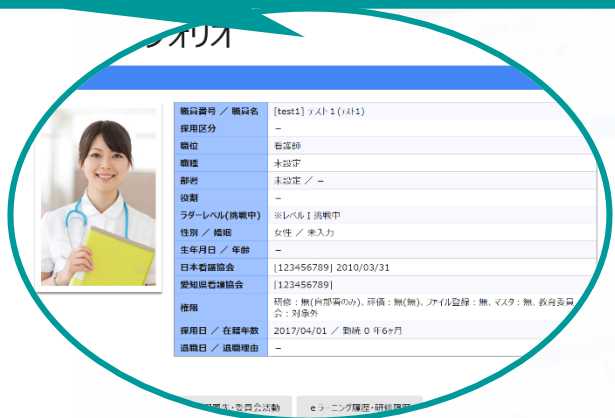 フォリオ
職員番号 ／ 職員名 [test1] テスト1(テスト1)
採用区分 －
職位 看護師
職種 未設定
部署 未設定 ／ －
役割 －
ラダーレベル(挑戦中) ※レベルⅠ挑戦中
性別 ／ 婚姻 女性 ／ 未入力
生年月日 ／ 年齢 －
日本看護協会 [123456789] 2010/03/31
愛知県看護協会 [123456789]
権限 研修：無(自部署のみ)、評価：無(無)、ファイル登録：無、マスタ：無、教育委員
会：対象外
採用日 ／ 在籍年数 2017/04/01 ／ 勤続 0 年6ヶ月
退職日 ／ 退職理由 －
委員会活動 eラーニング履歴・研修履歴